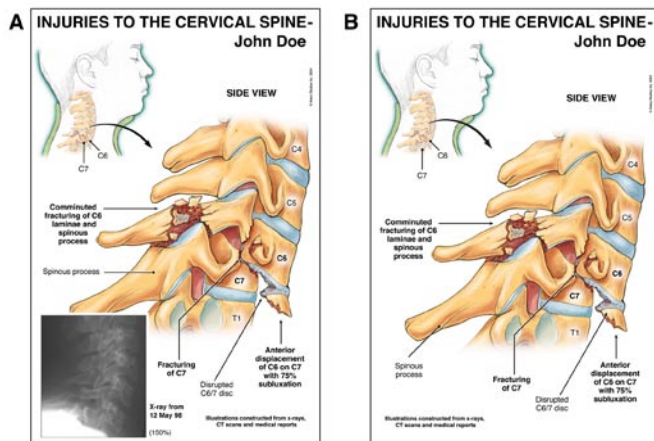 A
INJURIES TO THE CERVICAL SPINE-
John Doe
SIDE VIEW
C6
C7
C4
C5
Comminuted
fracturing of C6
laminae and
spinous
process
Spinous process
C6
C7
T1
Fracturing
of C7
Disrupted
C6/7 disc
Anterior
displacement
of C6 on C7
with 75%
subluxation
X-ray from
12 May 98
(150%)
Illustrations constructed from x-rays,
CT scans and medical reports
B
INJURIES TO THE CERVICAL SPINE-
John Doe
SIDE VIEW
C6
C7
C4
C5
Comminuted
fracturing of C6
laminae and
spinous
process
C6
C7
T1
Spinous
process
Fracturing
of C7
Disrupted
C6/7 disc
Anterior
displacement
of C6 on C7
with 75%
subluxation
Illustrations constructed from x-rays,
CT scans and medical reports